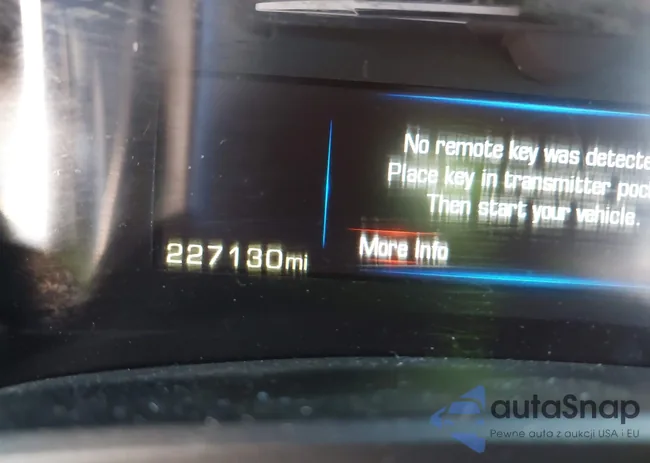 No remote key was detecte
Place key in transmitter poc
Then start your vehicle.
More Info
227130mi
autaSnap
Pewne auta z aukcji USA i EU